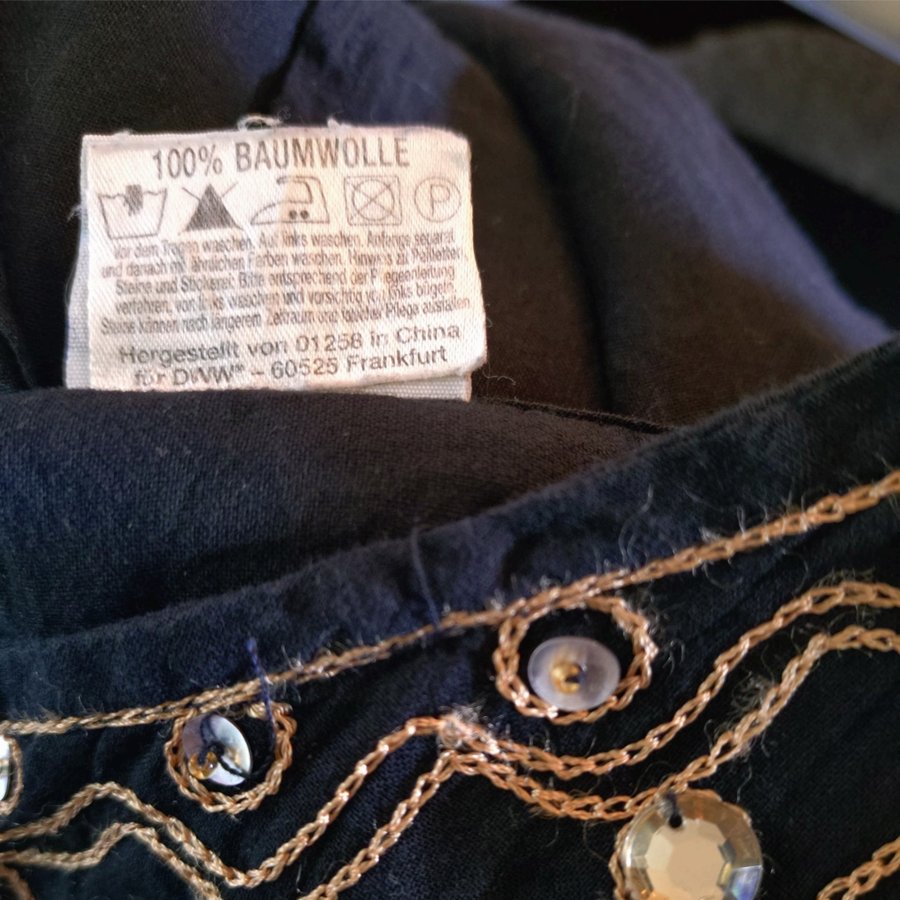 100% BAUMWOLLE
P
vor dem Tragen waschen. Auf links waschen. Anfangs separat
und danach mit ähnlichen Farben waschen. Hinweis zu Pailletten
Steine und Stickerei: Bitte entsprechend der Pflegeanleitung
verfahren, von links waschen und vorsichtig von links bügeln.
Steine können nach längerem Zeitraum und falscher Pflege ausfallen
Hergestellt von 01258 in China
für DWW – 60525 Frankfurt